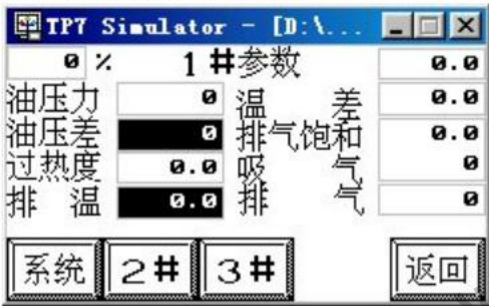 TP7 Simulator - [D:\...
0 % 1#参数 0.0
油压力 0 温 差 0.0
油压差 0 排气饱和 0.0
过热度 0.0 吸 气 0
排 温 0.0 排 气 0
系统 2# 3# 返回